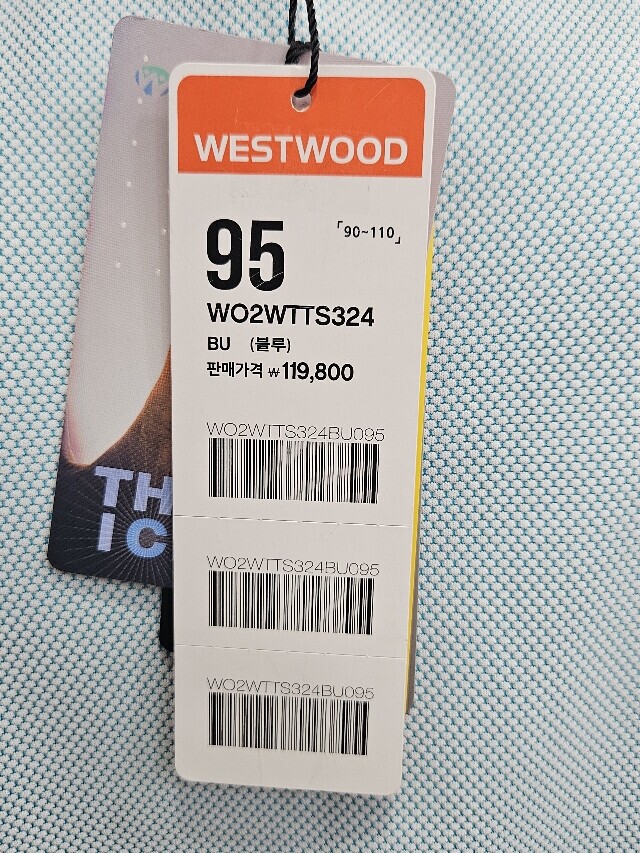 WESTWOOD
95 「90~110」
WO2WTTS324
BU (블루)
판매가격 ₩119,800
WO2WTTS324BU095
WO2WTTS324BU095
WO2WTTS324BU095
TH
IC